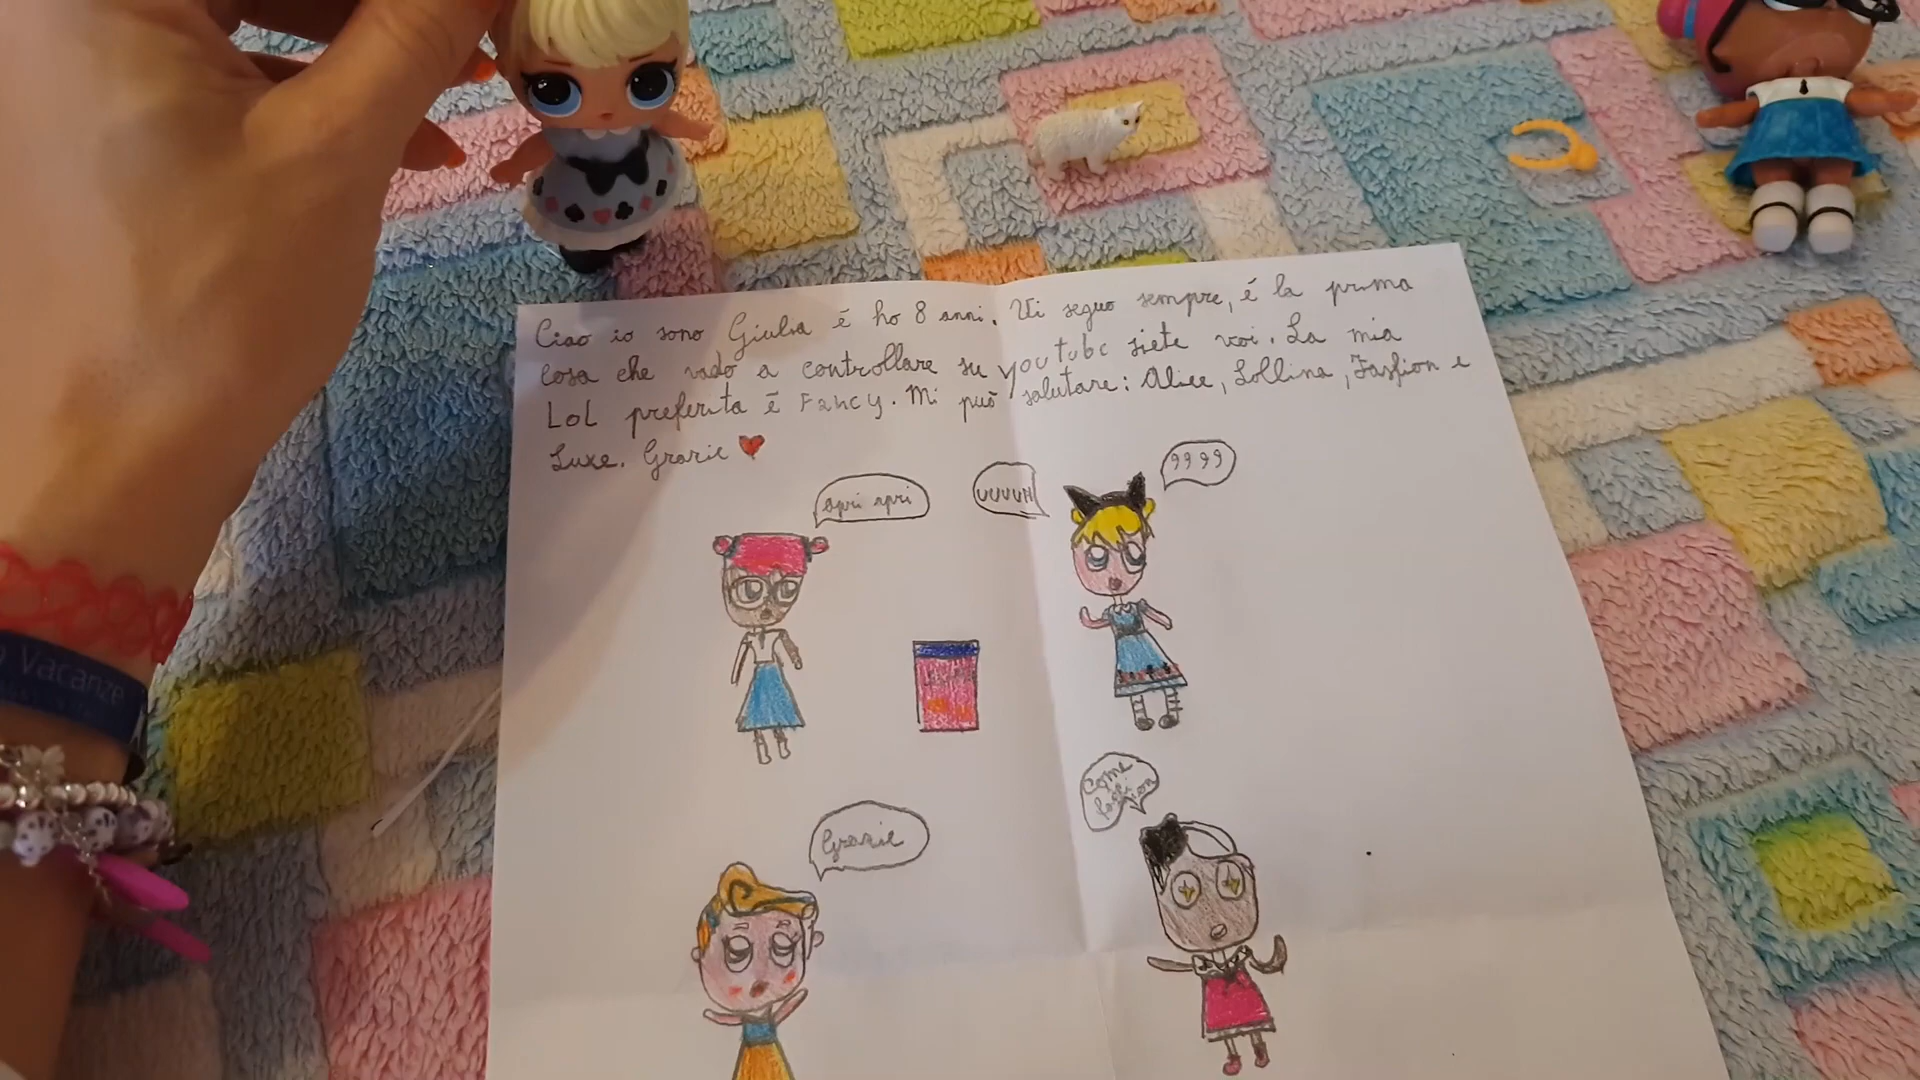 Ciao io sono Giulia é ho 8 anni. Vi seguo sempre, é la prima
cosa che vado a controllare su youtube siete voi. La mia
LOL preferita é Fancy. Mi può salutare: Alice, Lollina, Fashion e
Luxe. Grazie ❤
apri apri
UUUUH
gggg
Come
fashion
Grazie
Vacanze